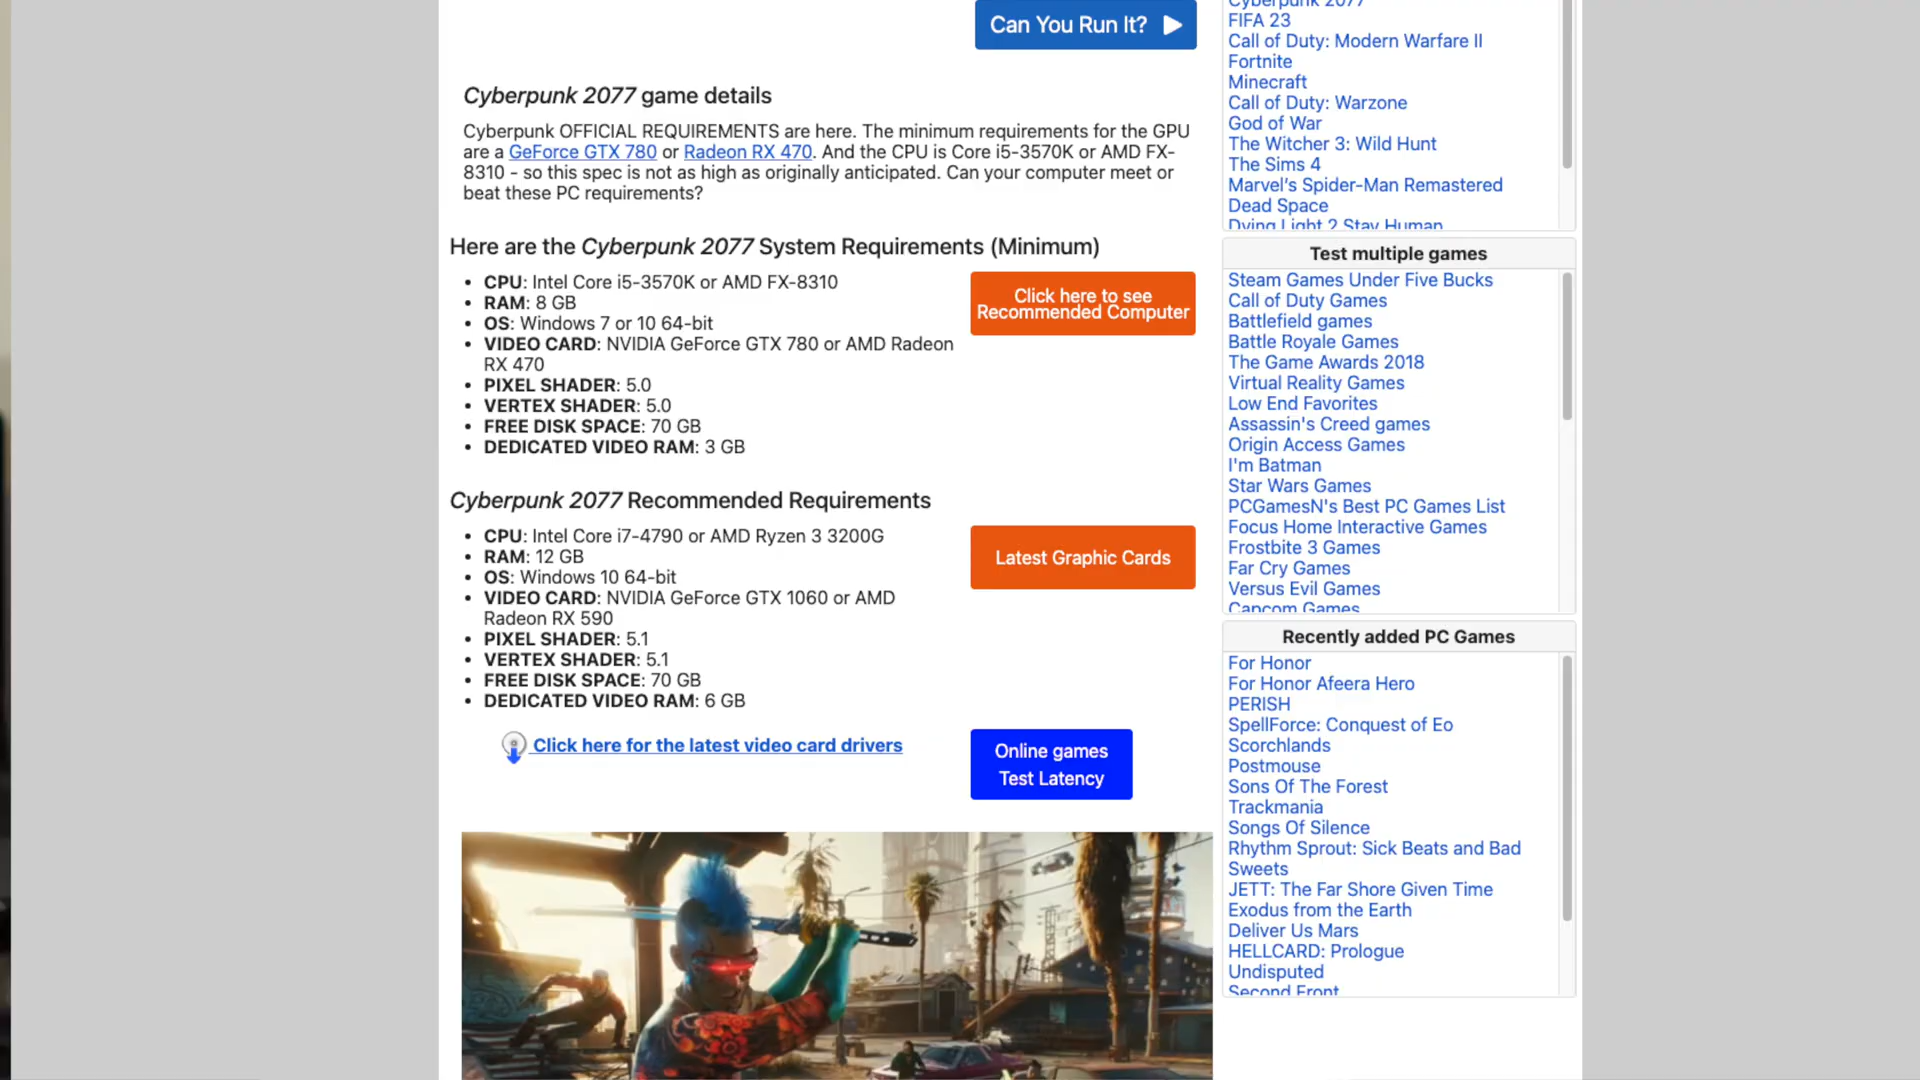 Can You Run It?
Cyberpunk 2077 game details
Cyberpunk OFFICIAL REQUIREMENTS are here. The minimum requirements for the GPU
are a GeForce GTX 780 or Radeon RX 470. And the CPU is Core i5-3570K or AMD FX-
8310 - so this spec is not as high as originally anticipated. Can your computer meet or
beat these PC requirements?
Here are the Cyberpunk 2077 System Requirements (Minimum)
• CPU: Intel Core i5-3570K or AMD FX-8310
• RAM: 8 GB
• OS: Windows 7 or 10 64-bit
• VIDEO CARD: NVIDIA GeForce GTX 780 or AMD Radeon
RX 470
• PIXEL SHADER: 5.0
• VERTEX SHADER: 5.0
• FREE DISK SPACE: 70 GB
• DEDICATED VIDEO RAM: 3 GB
Click here to see
Recommended Computer
Cyberpunk 2077 Recommended Requirements
• CPU: Intel Core i7-4790 or AMD Ryzen 3 3200G
• RAM: 12 GB
• OS: Windows 10 64-bit
• VIDEO CARD: NVIDIA GeForce GTX 1060 or AMD
Radeon RX 590
• PIXEL SHADER: 5.1
• VERTEX SHADER: 5.1
• FREE DISK SPACE: 70 GB
• DEDICATED VIDEO RAM: 6 GB
Latest Graphic Cards
Click here for the latest video card drivers
Online games
Test Latency
Cyberpunk 2077
FIFA 23
Call of Duty: Modern Warfare II
Fortnite
Minecraft
Call of Duty: Warzone
God of War
The Witcher 3: Wild Hunt
The Sims 4
Marvel's Spider-Man Remastered
Dead Space
Dying Light 2 Stay Human
Test multiple games
Steam Games Under Five Bucks
Call of Duty Games
Battlefield games
Battle Royale Games
The Game Awards 2018
Virtual Reality Games
Low End Favorites
Assassin's Creed games
Origin Access Games
I'm Batman
Star Wars Games
PCGamesN's Best PC Games List
Focus Home Interactive Games
Frostbite 3 Games
Far Cry Games
Versus Evil Games
Capcom Games
Recently added PC Games
For Honor
For Honor Afeera Hero
PERISH
SpellForce: Conquest of Eo
Scorchlands
Postmouse
Sons Of The Forest
Trackmania
Songs Of Silence
Rhythm Sprout: Sick Beats and Bad
Sweets
JETT: The Far Shore Given Time
Exodus from the Earth
Deliver Us Mars
HELLCARD: Prologue
Undisputed
Second Front